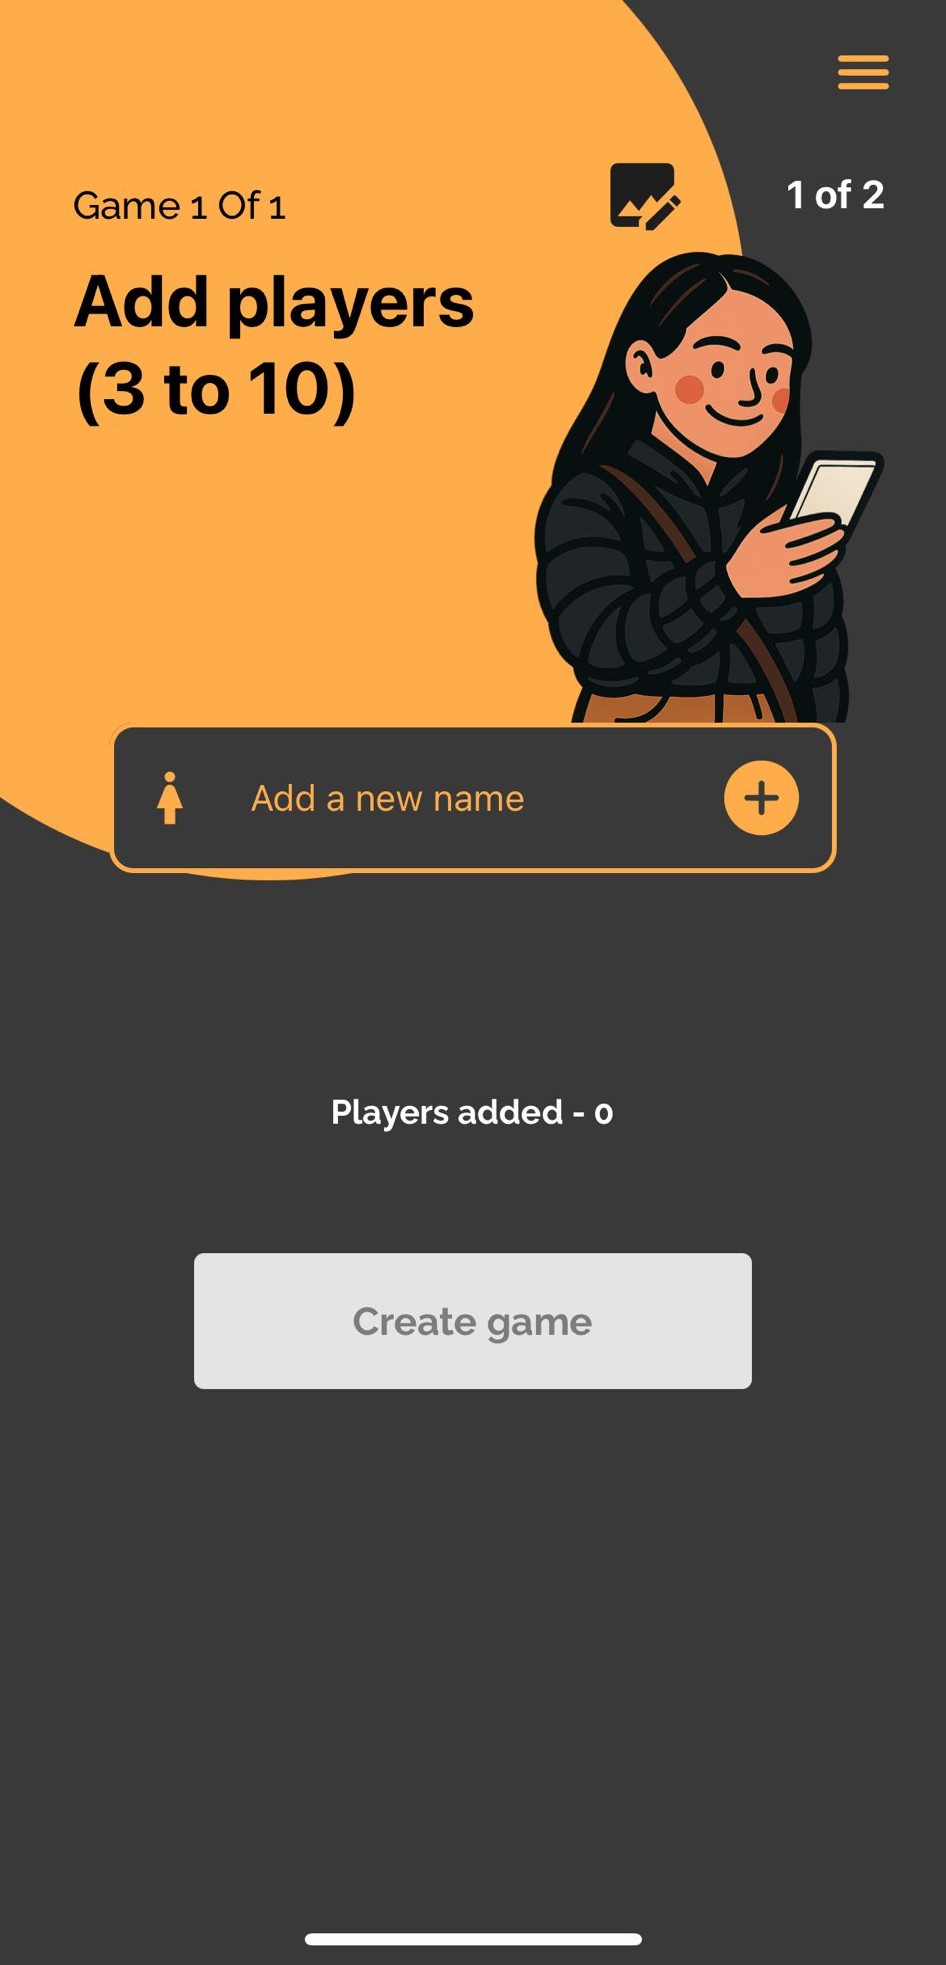 Game 1 Of 1
1 of 2
Add players
(3 to 10)
Add a new name
Players added - 0
Create game